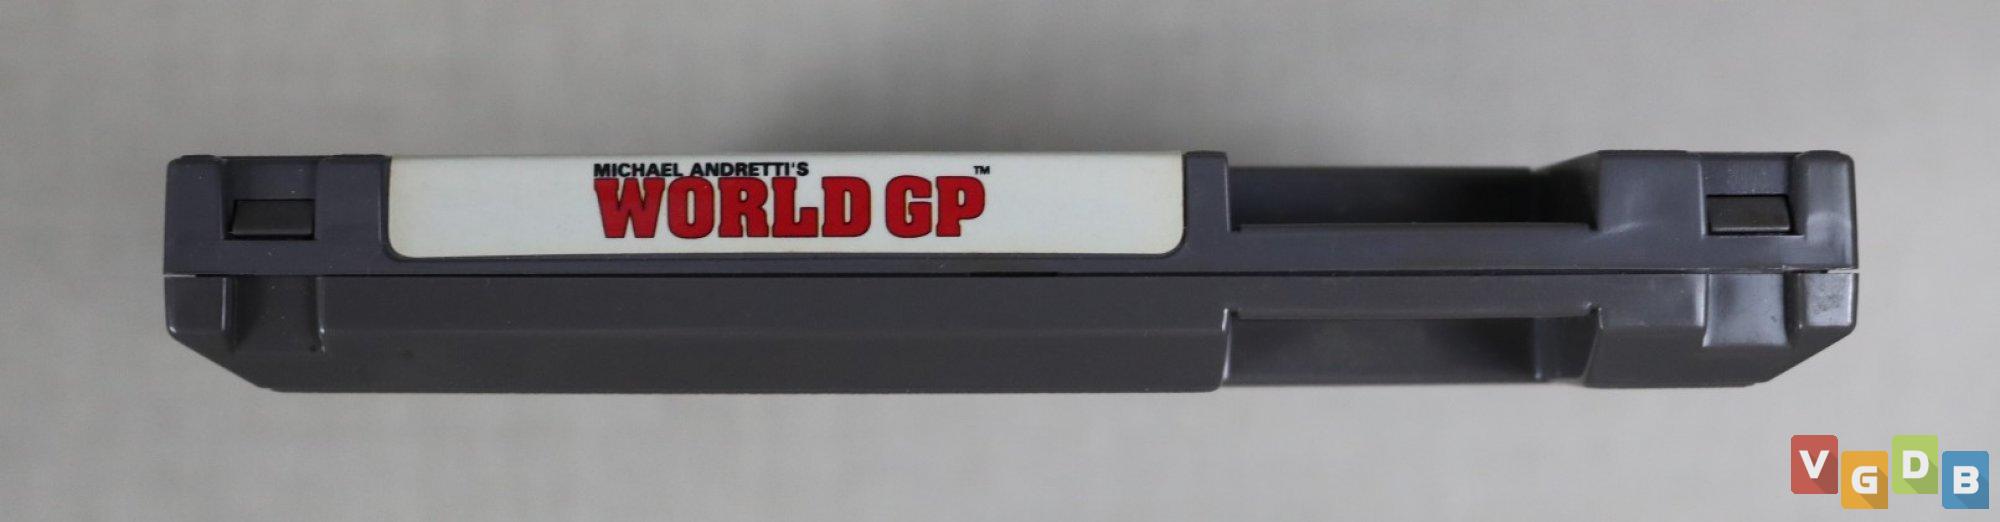 MICHAEL ANDRETTI'S
WORLD GP™
VGDB